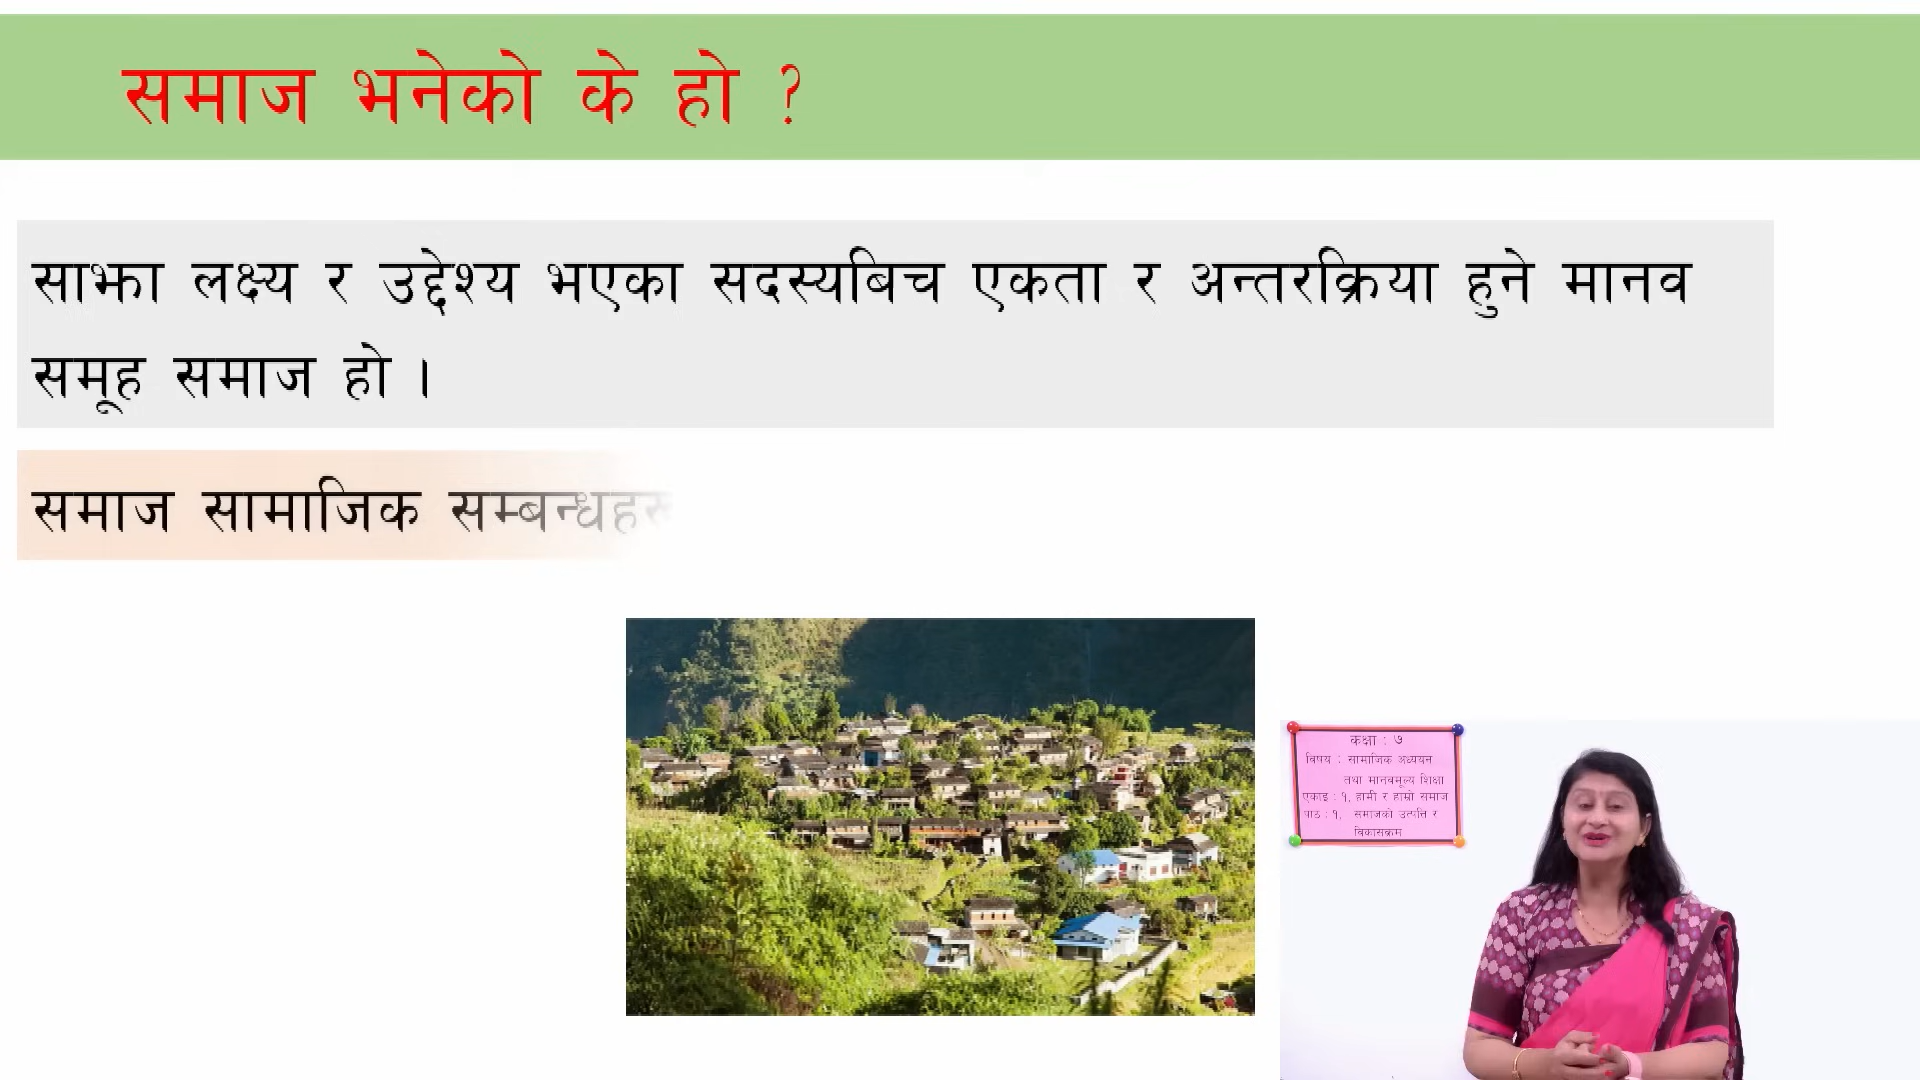 समाज भनेको के हो ?
साझा लक्ष्य र उद्देश्य भएका सदस्यबिच एकता र अन्तरक्रिया हुने मानव
समूह समाज हो ।
समाज सामाजिक सम्बन्धहरू
कक्षा : ७
विषय : सामाजिक अध्ययन
तथा मानवमूल्य शिक्षा
एकाइ : १. हामी र हाम्रो समाज
पाठ : १. समाजको उत्पत्ति र
विकासक्रम